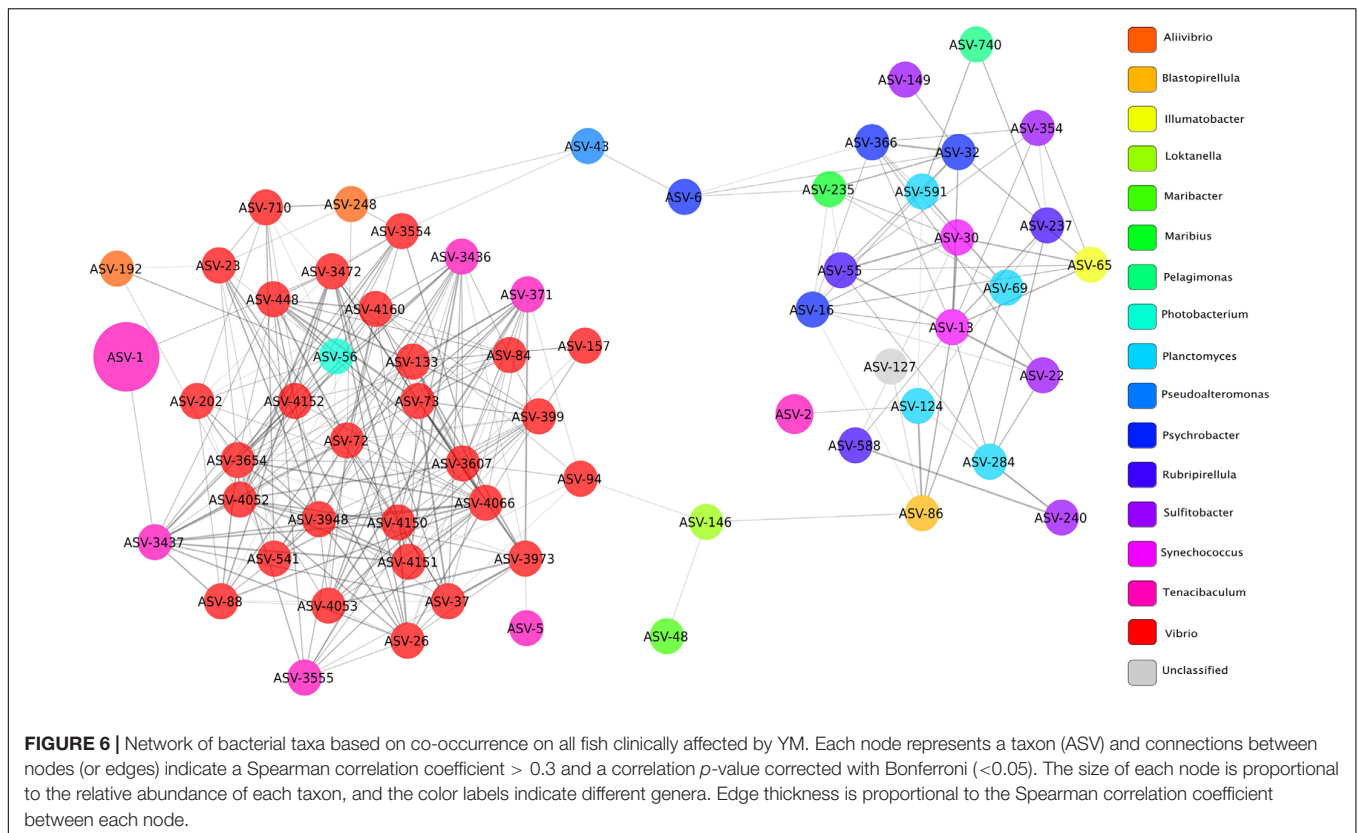 ASV-740
Aliivibrio
ASV-149
Blastopirellula
Illumatobacter
ASV-354
ASV-43
ASV-366
ASV-32
Loktanella
ASV-6
ASV-235
ASV-591
Maribacter
ASV-710
ASV-248
ASV-3554
ASV-30
ASV-237
Maribius
ASV-192
ASV-23
ASV-3472
ASV-3436
ASV-55
ASV-69
ASV-65
Pelagimonas
ASV-448
ASV-4160
ASV-371
ASV-16
ASV-13
Photobacterium
ASV-1
ASV-56
ASV-133
ASV-84
ASV-157
ASV-127
ASV-22
Planctomyces
ASV-202
ASV-4152
ASV-73
ASV-399
ASV-2
ASV-124
Pseudoalteromonas
ASV-72
ASV-588
Psychrobacter
ASV-3654
ASV-3607
ASV-94
ASV-284
Rubripirellula
ASV-4052
ASV-3948
ASV-4150
ASV-4066
ASV-146
ASV-86
ASV-240
Sulfitobacter
ASV-3437
ASV-541
ASV-4151
ASV-3973
Synechococcus
ASV-88
ASV-4053
ASV-37
Tenacibaculum
ASV-26
ASV-5
ASV-48
Vibrio
ASV-3555
Unclassified
FIGURE 6 | Network of bacterial taxa based on co-occurrence on all fish clinically affected by YM. Each node represents a taxon (ASV) and connections between
nodes (or edges) indicate a Spearman correlation coefficient > 0.3 and a correlation p-value corrected with Bonferroni (<0.05). The size of each node is proportional
to the relative abundance of each taxon, and the color labels indicate different genera. Edge thickness is proportional to the Spearman correlation coefficient
between each node.